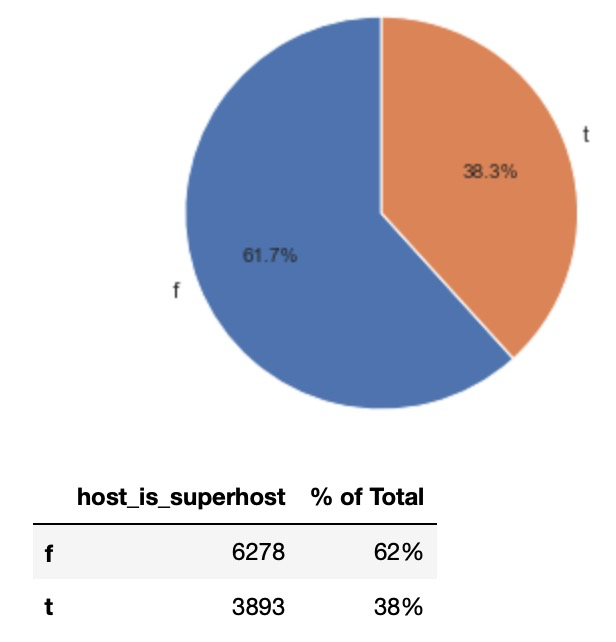 t
38.3%
61.7%
f
host_is_superhost % of Total
f 6278 62%
t 3893 38%